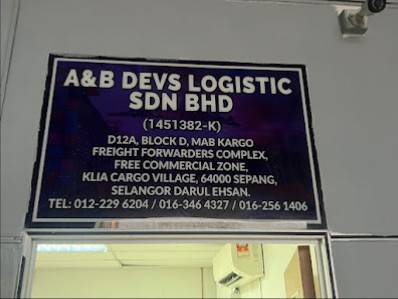 A&B DEVS LOGISTIC
SDN BHD
(1451382-K)
D12A, BLOCK D, MAB KARGO
FREIGHT FORWARDERS COMPLEX,
FREE COMMERCIAL ZONE,
KLIA CARGO VILLAGE, 64000 SEPANG,
SELANGOR DARUL EHSAN.
TEL: 012-229 6204 / 016-346 4327 / 016-256 1406